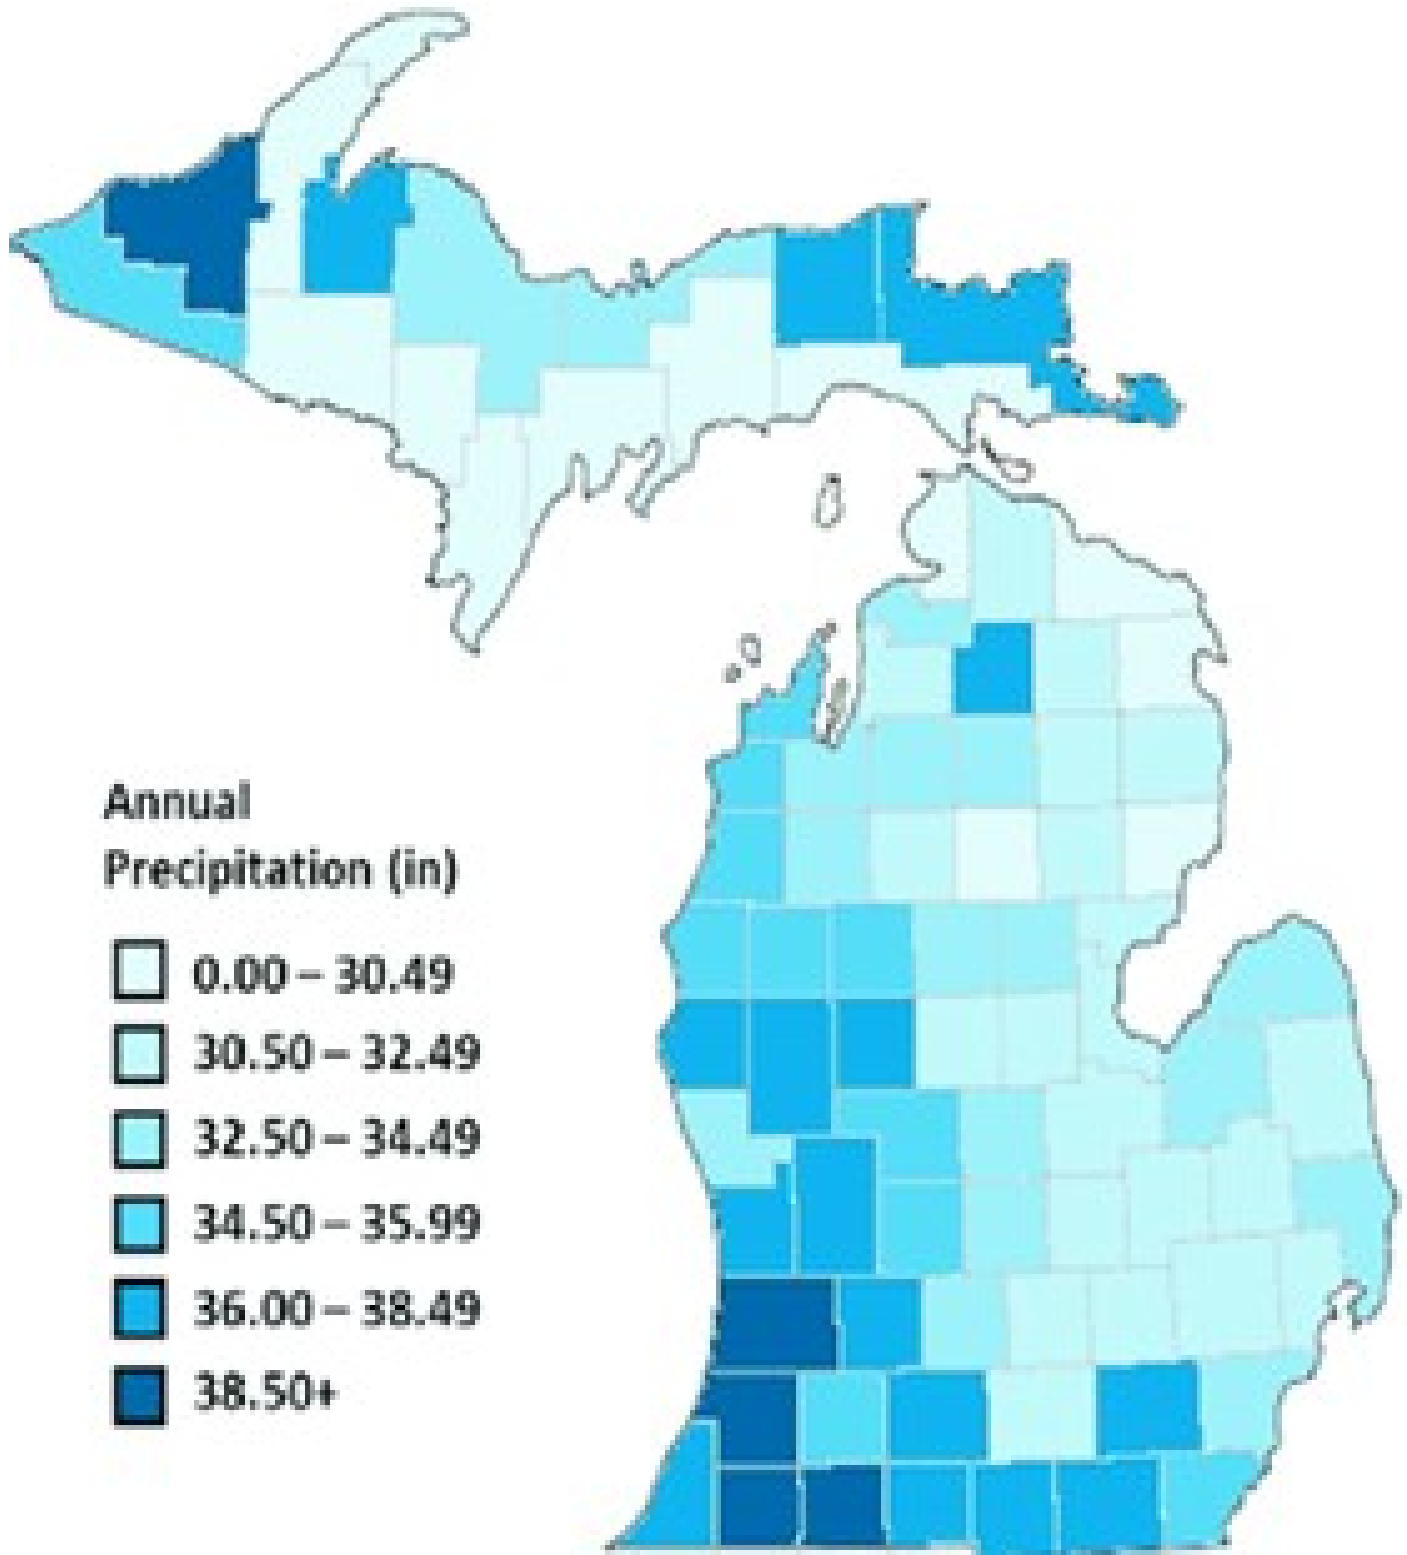 Annual
Precipitation (in)
0.00 – 30.49
30.50 – 32.49
32.50 – 34.49
34.50 – 35.99
36.00 – 38.49
38.50+